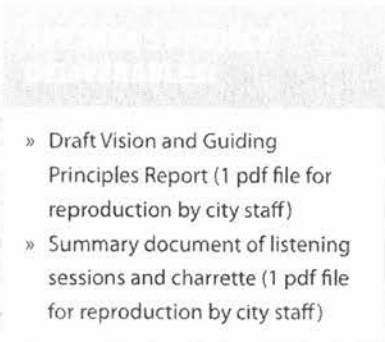 DELIVERABLES:
» Draft Vision and Guiding
Principles Report (1 pdf file for
reproduction by city staff)
» Summary document of listening
sessions and charrette (1 pdf file
for reproduction by city staff)